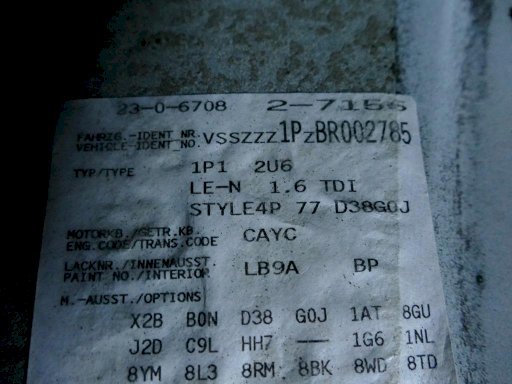 23-0-6708 2-7156
FAHRZG.-IDENT NR.
VEHICLE-IDENT NO. VSSZZZ1PZBR002785
TYP/TYPE 1P1 2U6
LE-N 1.6 TDI
STYLE4P 77 D38G0J
MOTORKB./GETR.KB.
ENG.CODE/TRANS.CODE CAYC
LACKNR./INNENAUSST.
PAINT NO./INTERIOR LB9A BP
M.-AUSST./OPTIONS
X2B B0N D38 G0J 1AT 8GU
J2D C9L HH7 --- 1G6 1NL
8YM 8L3 8RM 8BK 8WD 8TD